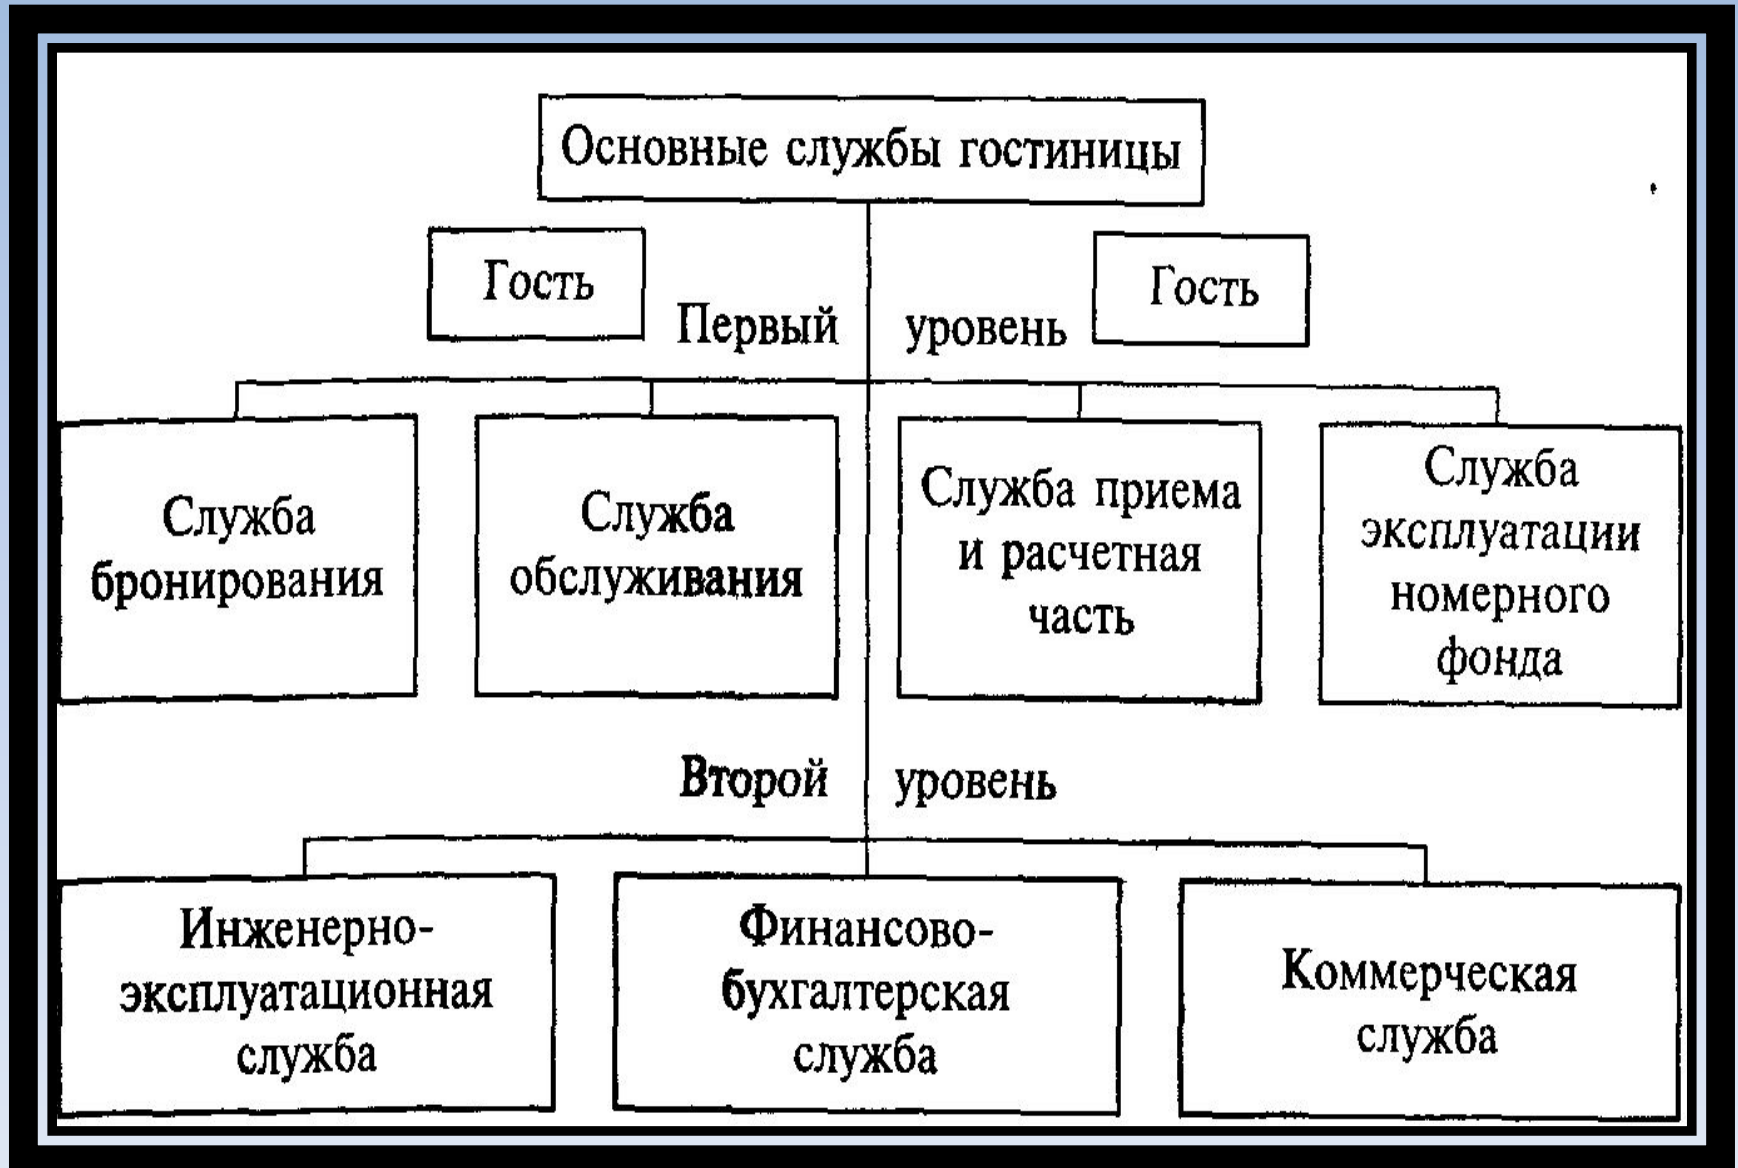 Основные службы гостиницы
Гость
Гость
Первый уровень
Служба
бронирования
Служба
обслуживания
Служба приема
и расчетная
часть
Служба
эксплуатации
номерного
фонда
Второй уровень
Инженерно-
эксплуатационная
служба
Финансово-
бухгалтерская
служба
Коммерческая
служба